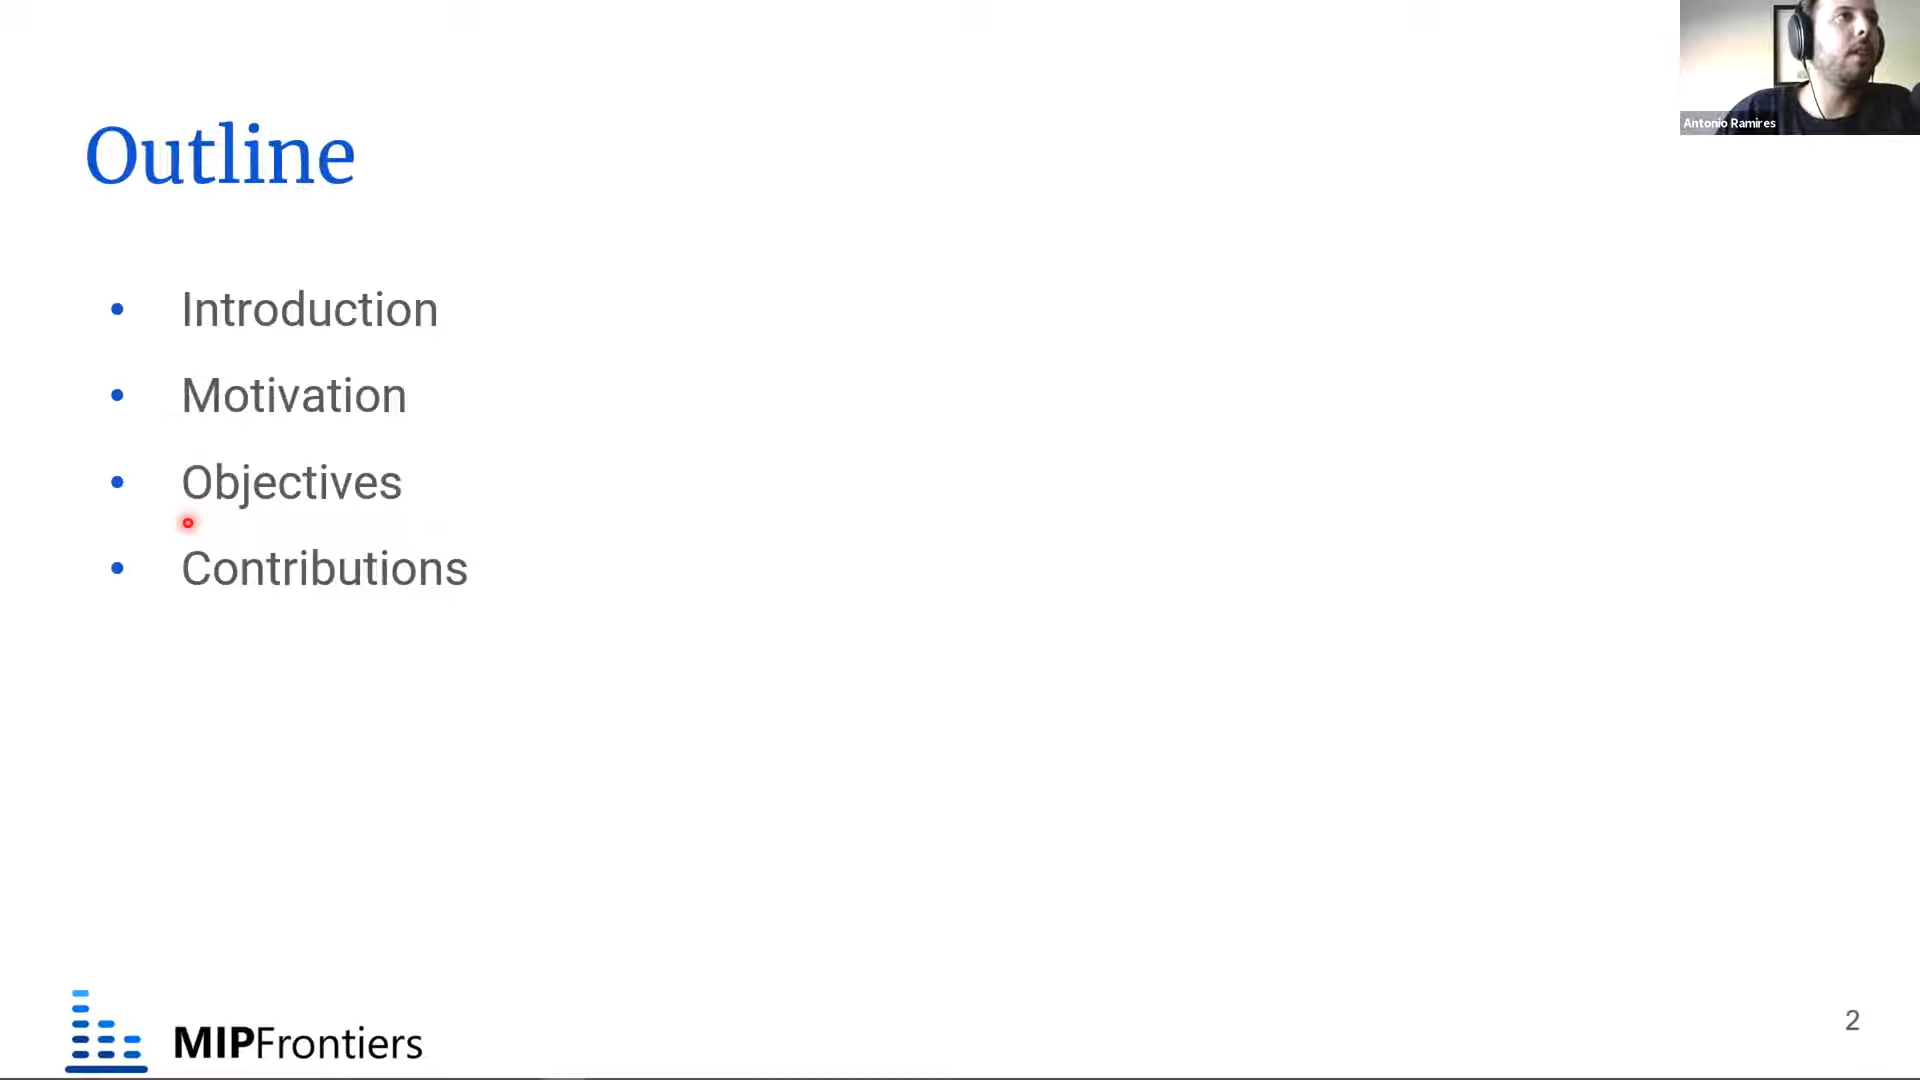 Outline
Antonio Ramires
• Introduction
• Motivation
• Objectives
• Contributions
MIPFrontiers
2